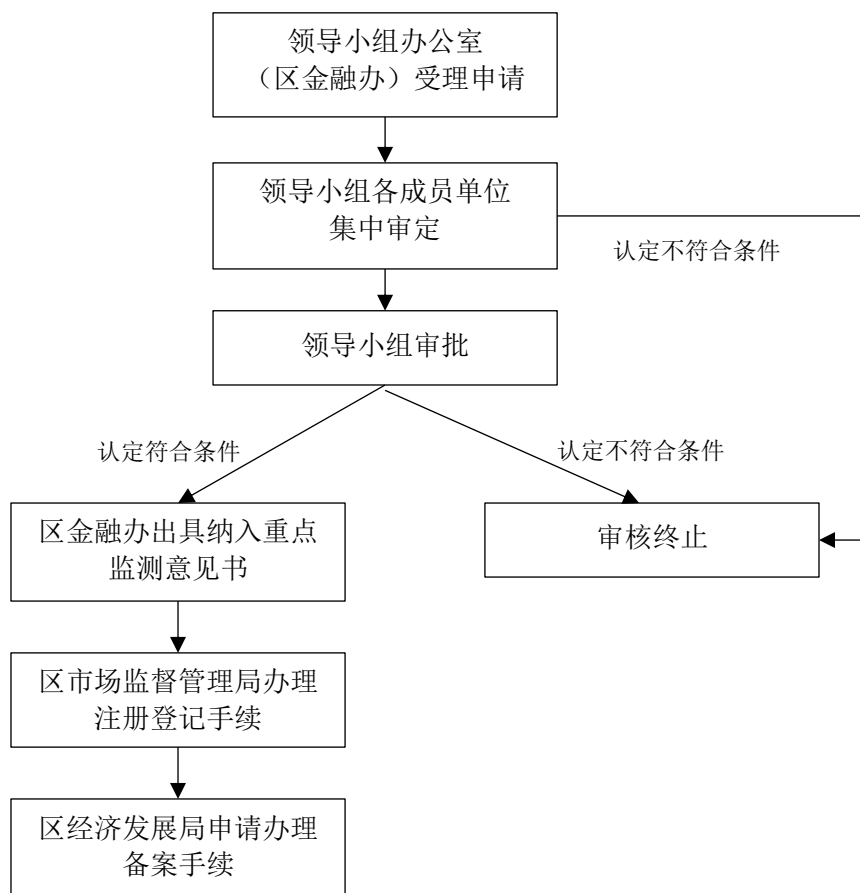 领导小组办公室
（区金融办）受理申请
领导小组各成员单位
集中审定
认定不符合条件
领导小组审批
认定符合条件
认定不符合条件
区金融办出具纳入重点
监测意见书
审核终止
区市场监督管理局办理
注册登记手续
区经济发展局申请办理
备案手续